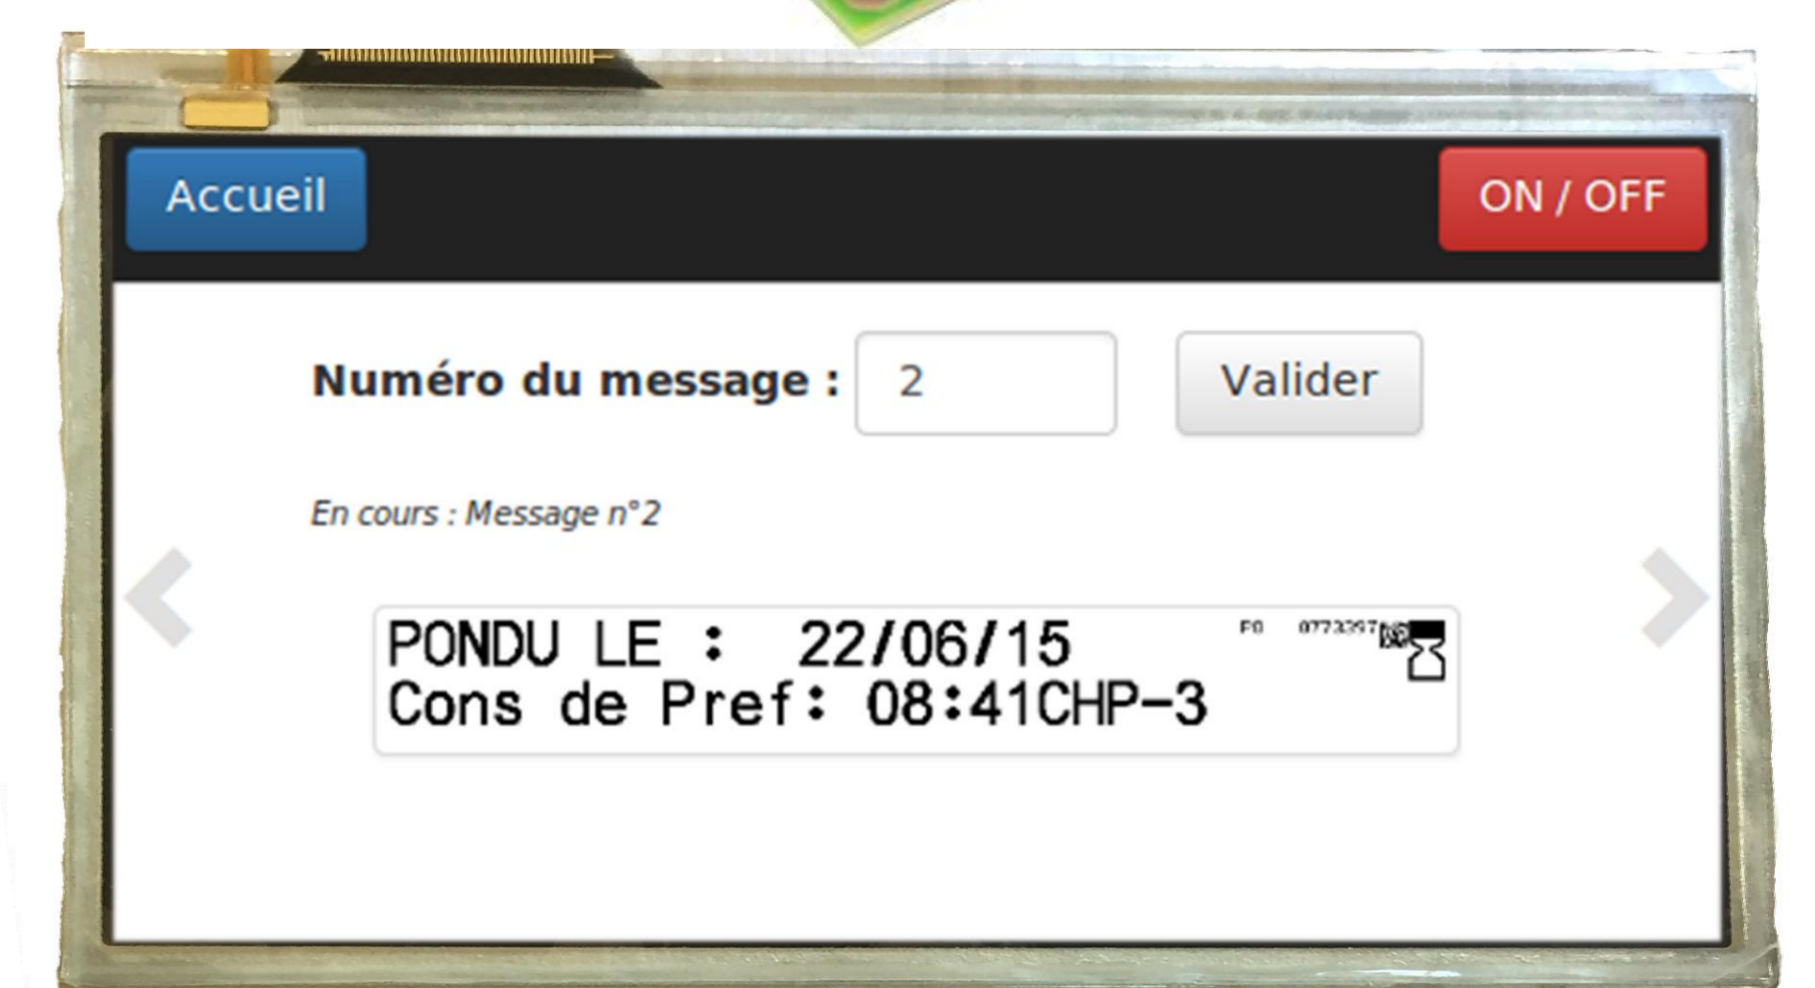 Accueil
ON / OFF
Numéro du message :
2
Valider
En cours : Message n°2
PONDU LE : 22/06/15
Cons de Pref: 08:41CHP-3